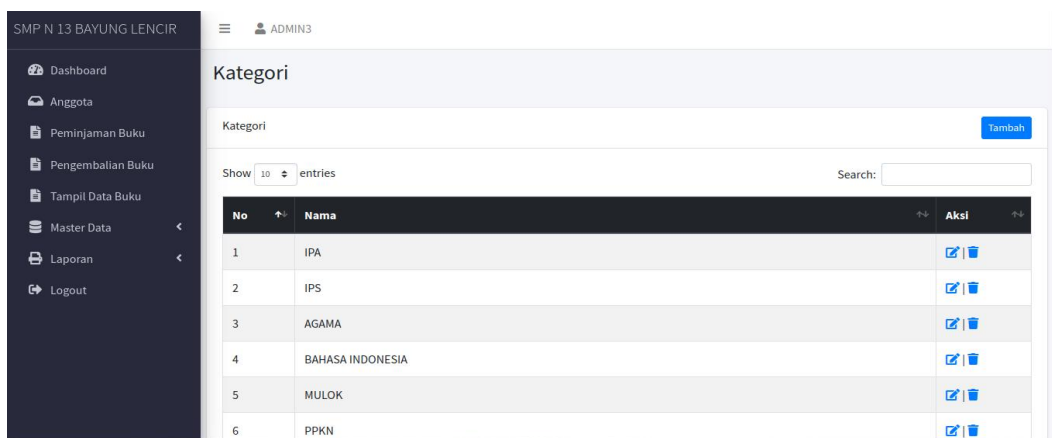 SMP N 13 BAYUNG LENCIR
ADMIN3
Dashboard
Anggota
Peminjaman Buku
Pengembalian Buku
Tampil Data Buku
Master Data
Laporan
Logout
Kategori
Kategori
Tambah
Show 10 entries
Search:
No Nama Aksi
1 IPA |
2 IPS |
3 AGAMA |
4 BAHASA INDONESIA |
5 MULOK |
6 PPKN |